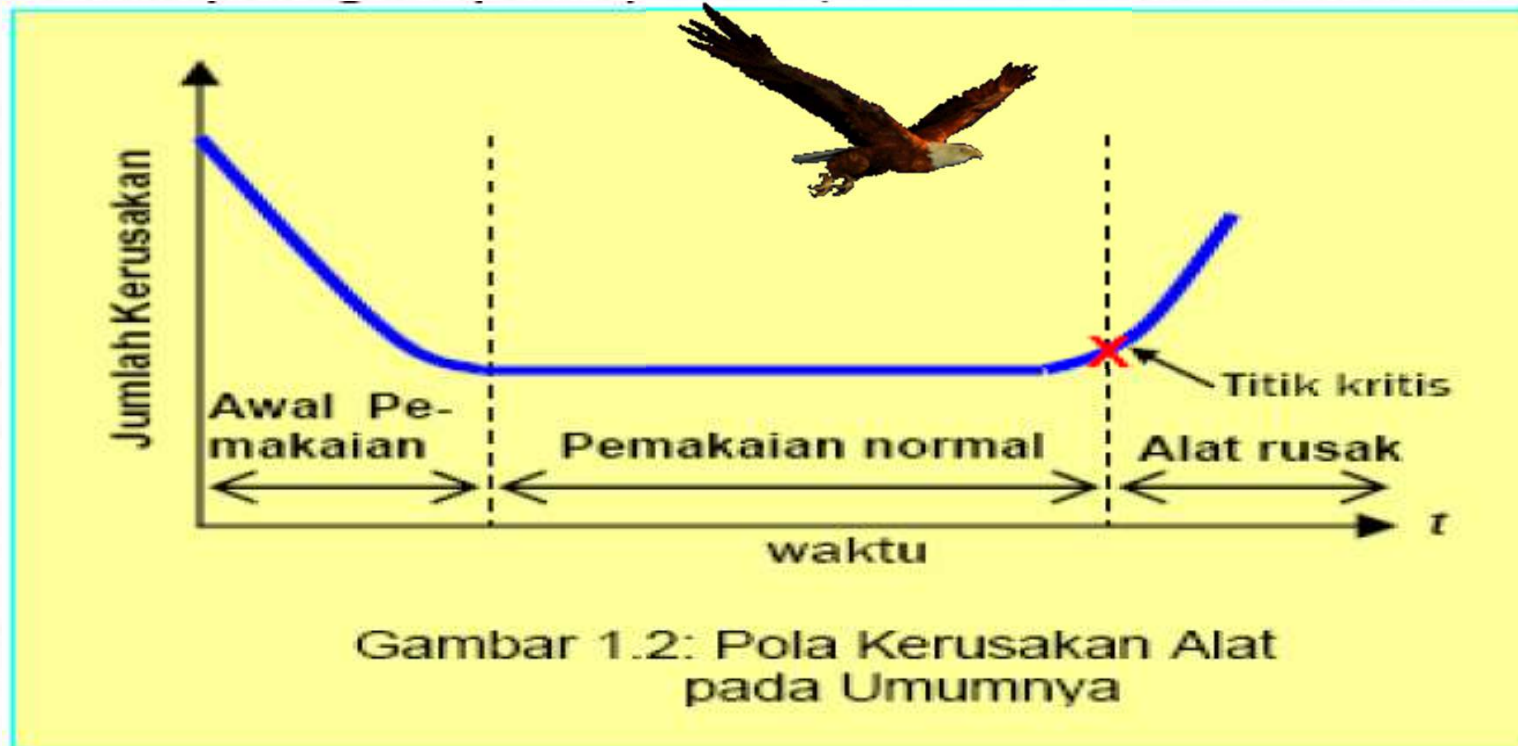 Jumlah Kerusakan
Awal Pe-
makaian
Pemakaian normal
Titik kritis
Alat rusak
t
waktu
Gambar 1.2: Pola Kerusakan Alat
pada Umumnya